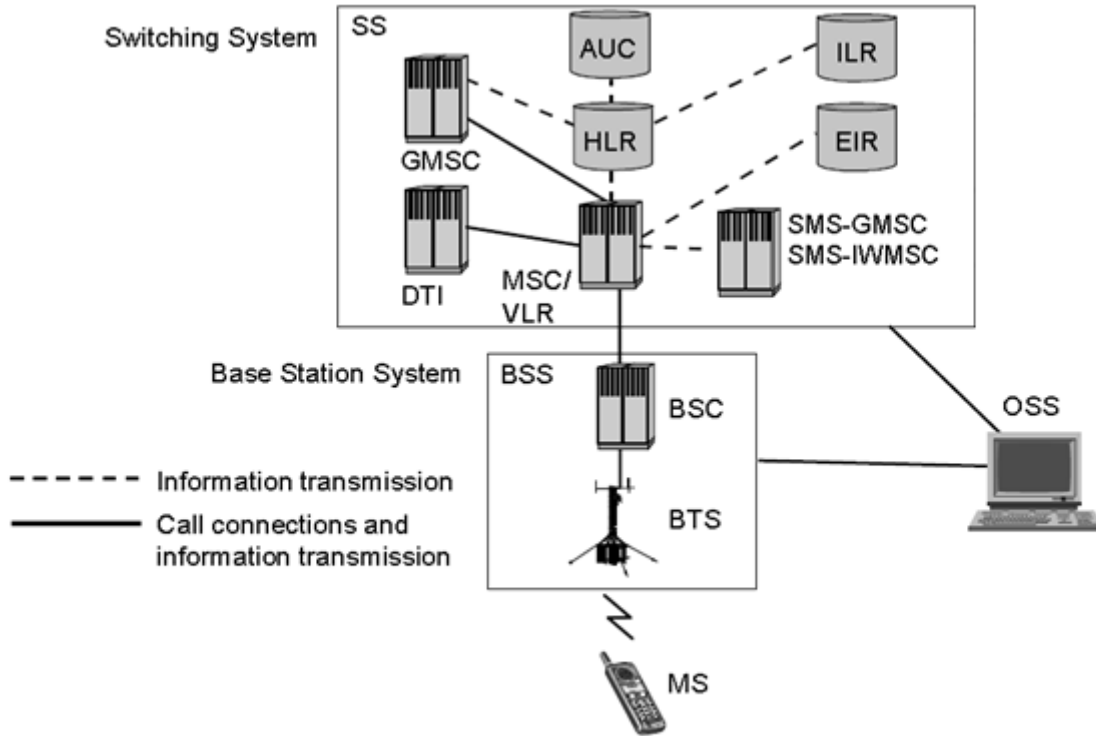 Switching System
SS
AUC
ILR
HLR
EIR
GMSC
SMS-GMSC
SMS-IWMSC
DTI
MSC/
VLR
Base Station System
BSS
BSC
OSS
Information transmission
BTS
Call connections and
information transmission
MS